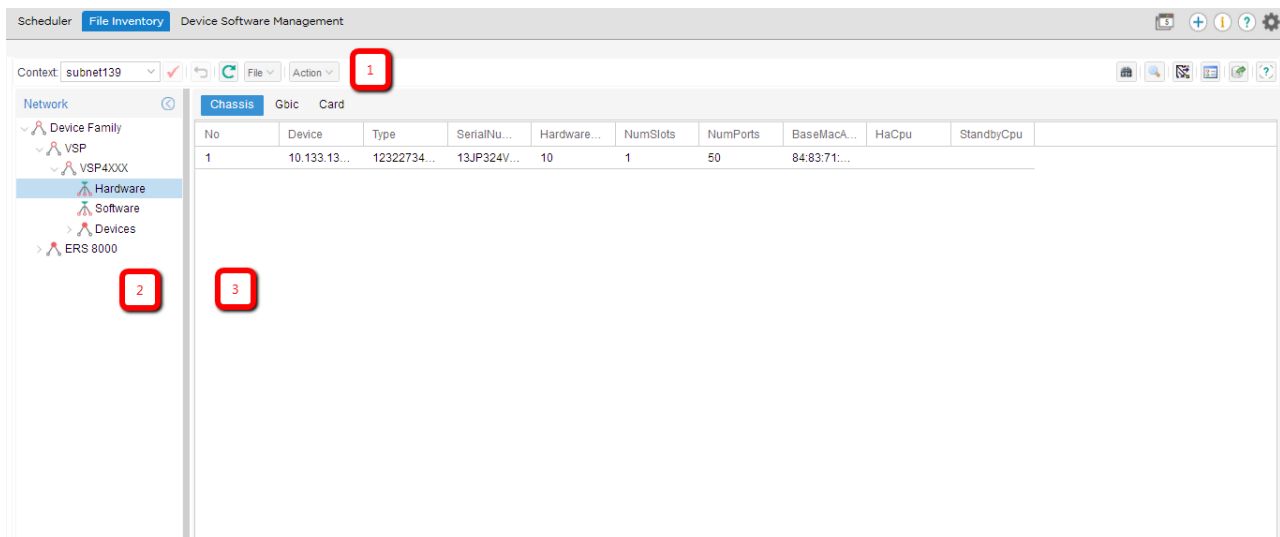 Scheduler File Inventory Device Software Management
5
Context: subnet139 File Action 1
Network Chassis Gbic Card
Device Family
No Device Type SerialNu... Hardware... NumSlots NumPorts BaseMacA... HaCpu StandbyCpu
VSP
1 10.133.13... 12322734... 13JP324V... 10 1 50 84:83:71:...
VSP4XXX
Hardware
Software
Devices
ERS 8000
2 3